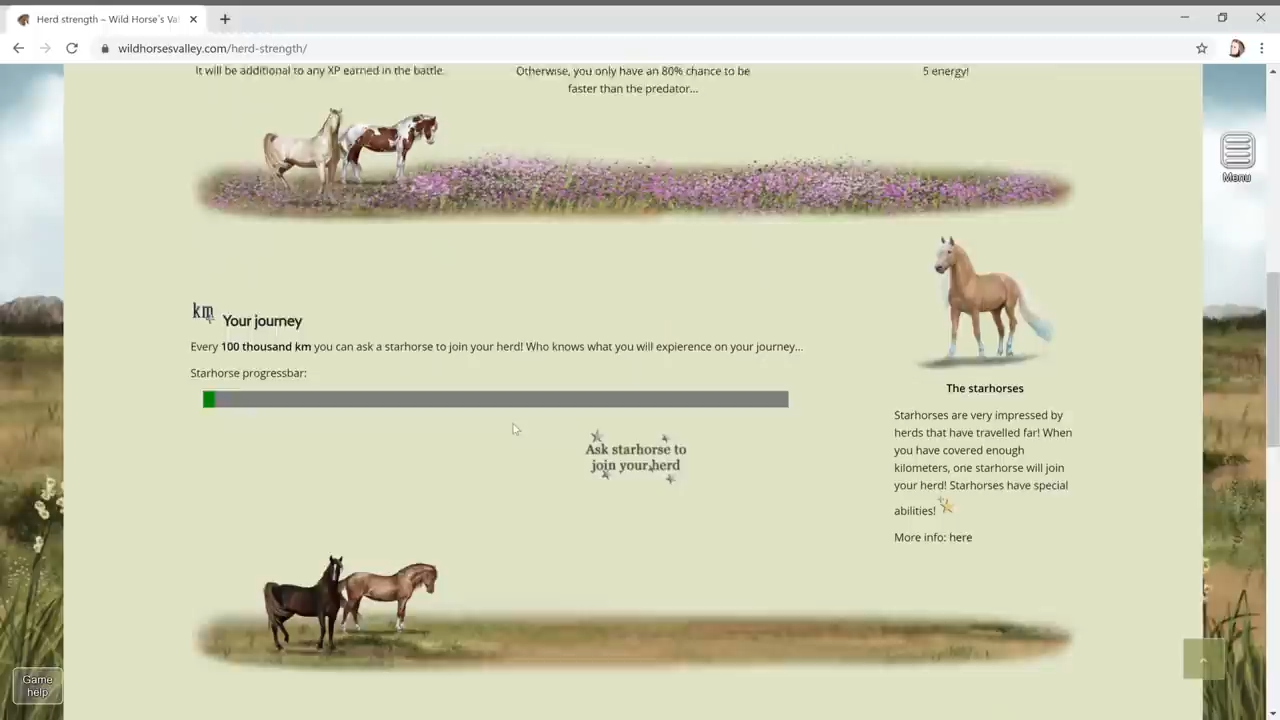 Herd strength – Wild Horse`s Va
wildhorsesvalley.com/herd-strength/
It will be additional to any XP earned in the battle.
Otherwise, you only have an 80% chance to be
faster than the predator...
5 energy!
Menu
km Your journey
Every 100 thousand km you can ask a starhorse to join your herd! Who knows what you will expierence on your journey...
Starhorse progressbar:
Ask starhorse to
join your herd
The starhorses
Starhorses are very impressed by
herds that have travelled far! When
you have covered enough
kilometers, one starhorse will join
your herd! Starhorses have special
abilities!
More info: here
Game
help